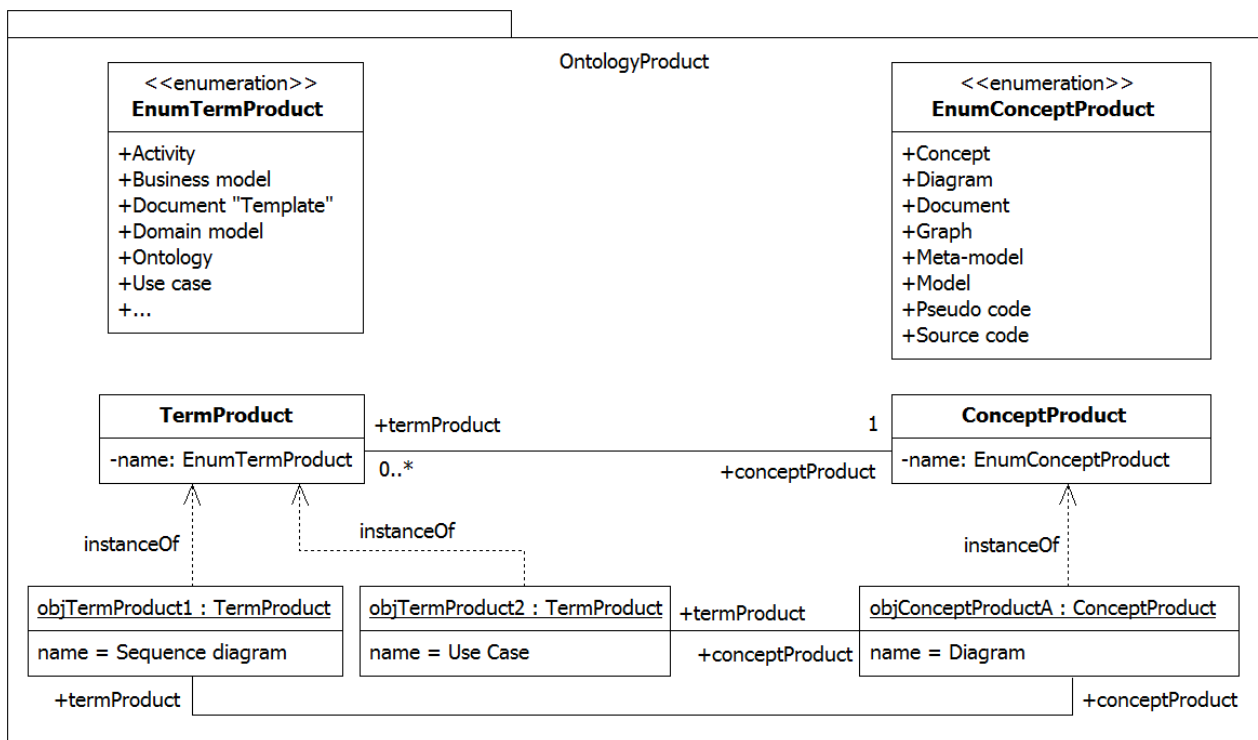 OntologyProduct
<<enumeration>>
EnumTermProduct
+Activity
+Business model
+Document "Template"
+Domain model
+Ontology
+Use case
+...
<<enumeration>>
EnumConceptProduct
+Concept
+Diagram
+Document
+Graph
+Meta-model
+Model
+Pseudo code
+Source code
TermProduct
-name: EnumTermProduct
+termProduct
0..*
1
+conceptProduct
ConceptProduct
-name: EnumConceptProduct
instanceOf
instanceOf
instanceOf
objTermProduct1 : TermProduct
name = Sequence diagram
objTermProduct2 : TermProduct
name = Use Case
+termProduct
+conceptProduct
objConceptProductA : ConceptProduct
name = Diagram
+termProduct
+conceptProduct